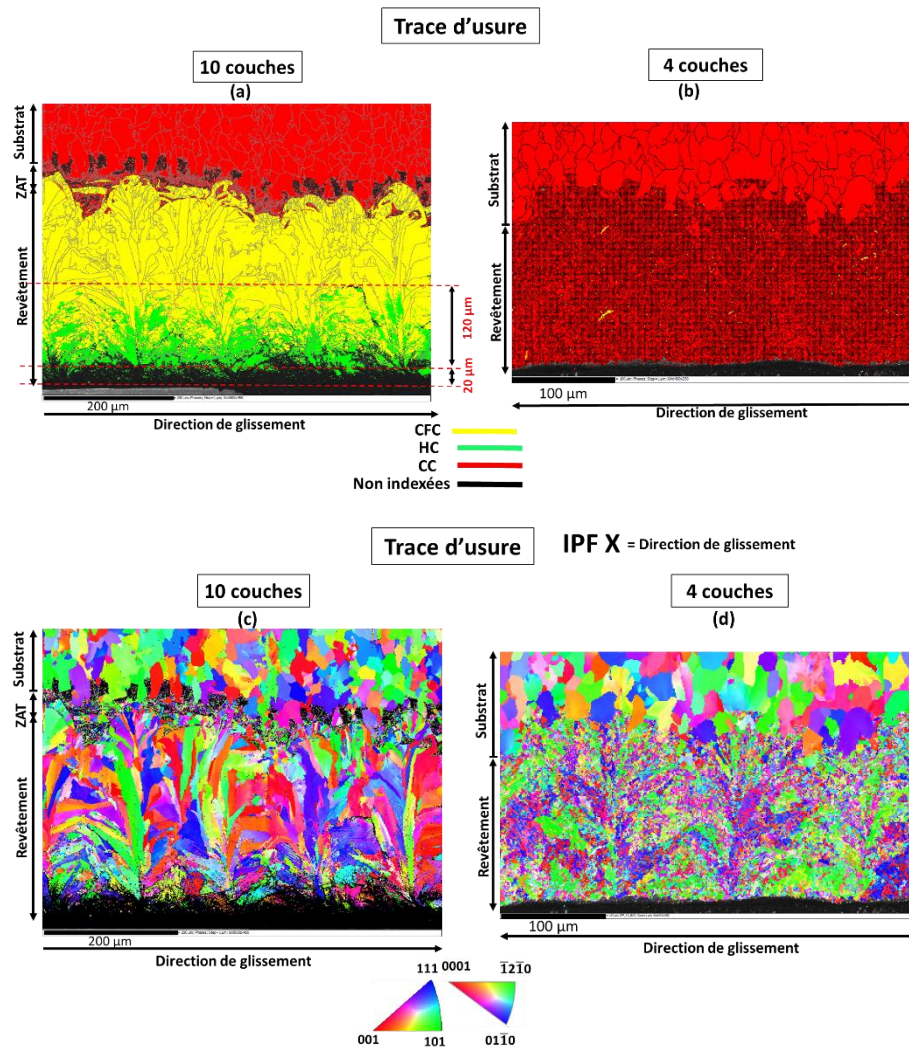 Trace d'usure
10 couches
4 couches
(a)
(b)
Substrat
ZAT
Revêtement
120 µm
20 µm
200 µm
Direction de glissement
Substrat
Revêtement
100 µm
Direction de glissement
CFC
HC
CC
Non indexées
Trace d'usure
IPF X = Direction de glissement
10 couches
4 couches
(c)
(d)
Substrat
ZAT
Revêtement
200 µm
Direction de glissement
Substrat
Revêtement
100 µm
Direction de glissement
111 0001 1̅21̅0
001 101 011̅0